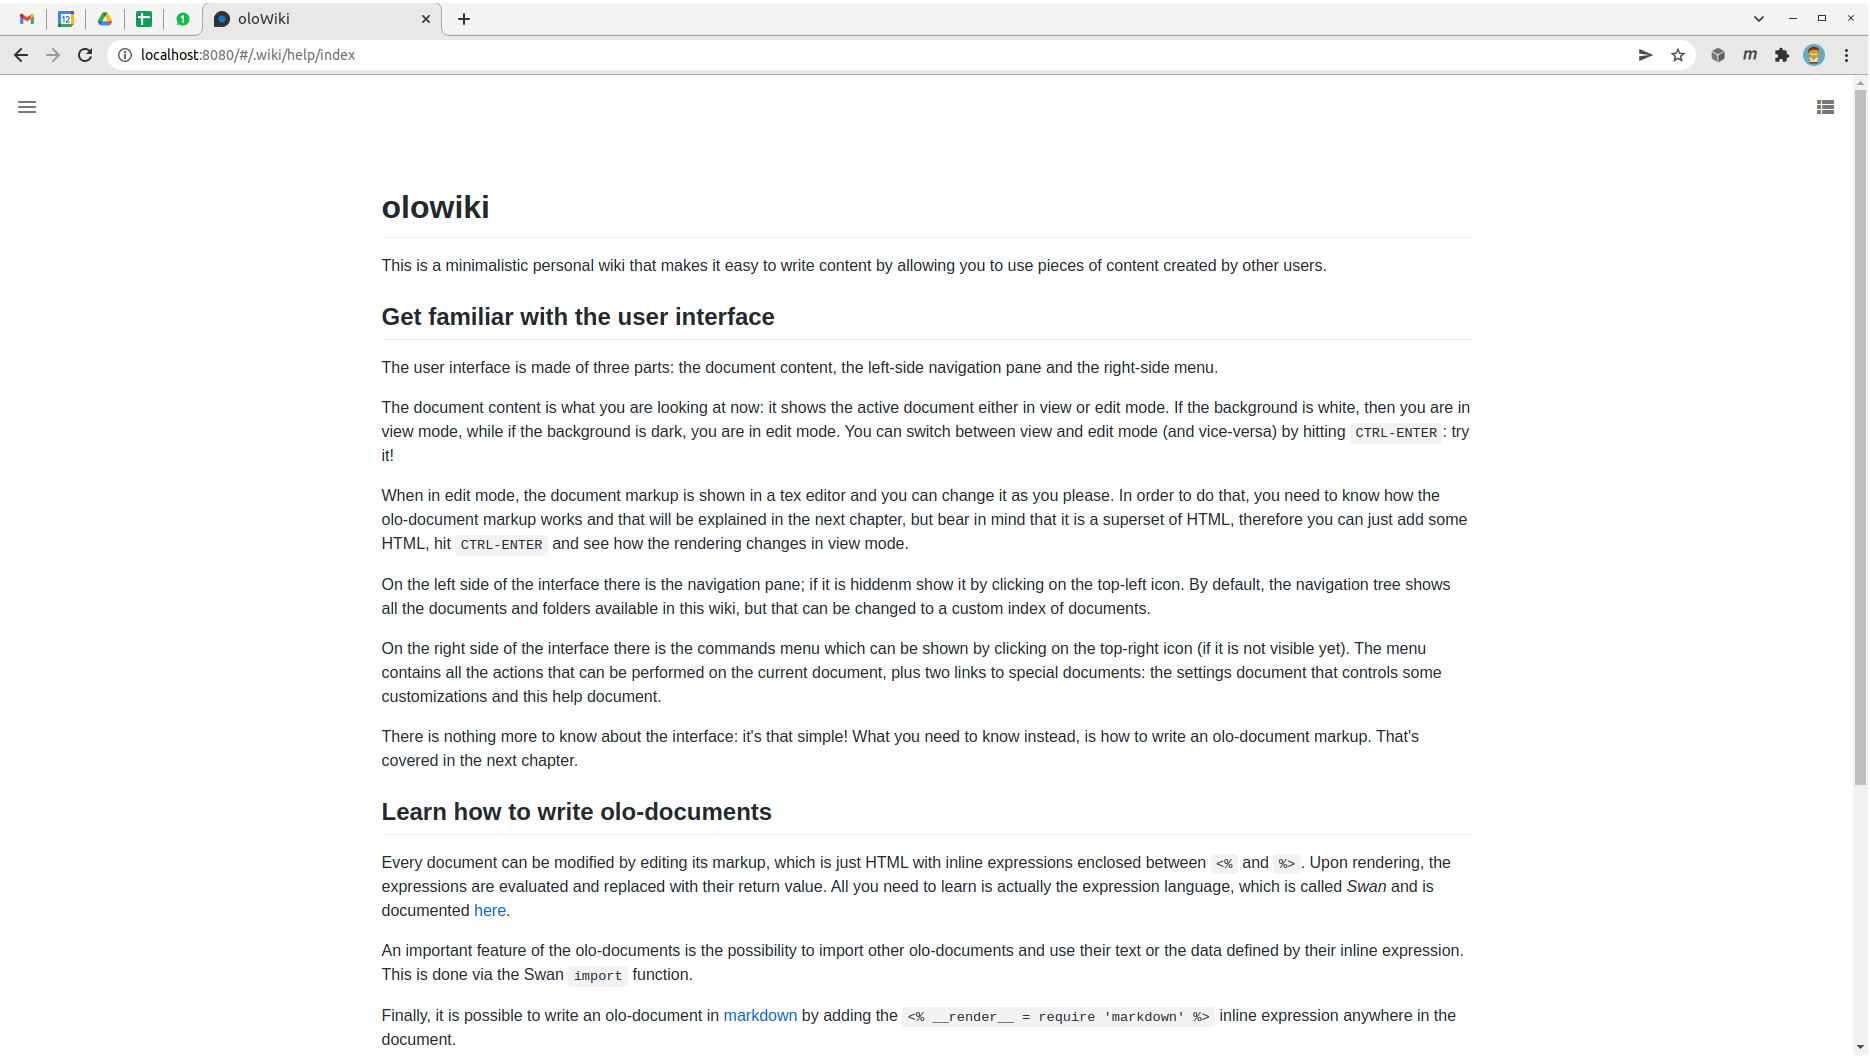 12
1
oloWiki
localhost:8080/#/.wiki/help/index
m
olowiki
This is a minimalistic personal wiki that makes it easy to write content by allowing you to use pieces of content created by other users.
Get familiar with the user interface
The user interface is made of three parts: the document content, the left-side navigation pane and the right-side menu.
The document content is what you are looking at now: it shows the active document either in view or edit mode. If the background is white, then you are in
view mode, while if the background is dark, you are in edit mode. You can switch between view and edit mode (and vice-versa) by hitting CTRL-ENTER: try
it!
When in edit mode, the document markup is shown in a tex editor and you can change it as you please. In order to do that, you need to know how the
olo-document markup works and that will be explained in the next chapter, but bear in mind that it is a superset of HTML, therefore you can just add some
HTML, hit CTRL-ENTER and see how the rendering changes in view mode.
On the left side of the interface there is the navigation pane; if it is hiddenm show it by clicking on the top-left icon. By default, the navigation tree shows
all the documents and folders available in this wiki, but that can be changed to a custom index of documents.
On the right side of the interface there is the commands menu which can be shown by clicking on the top-right icon (if it is not visible yet). The menu
contains all the actions that can be performed on the current document, plus two links to special documents: the settings document that controls some
customizations and this help document.
There is nothing more to know about the interface: it's that simple! What you need to know instead, is how to write an olo-document markup. That's
covered in the next chapter.
Learn how to write olo-documents
Every document can be modified by editing its markup, which is just HTML with inline expressions enclosed between <% and %>. Upon rendering, the
expressions are evaluated and replaced with their return value. All you need to learn is actually the expression language, which is called Swan and is
documented here.
An important feature of the olo-documents is the possibility to import other olo-documents and use their text or the data defined by their inline expression.
This is done via the Swan import function.
Finally, it is possible to write an olo-document in markdown by adding the <% __render__ = require 'markdown' %> inline expression anywhere in the
document.